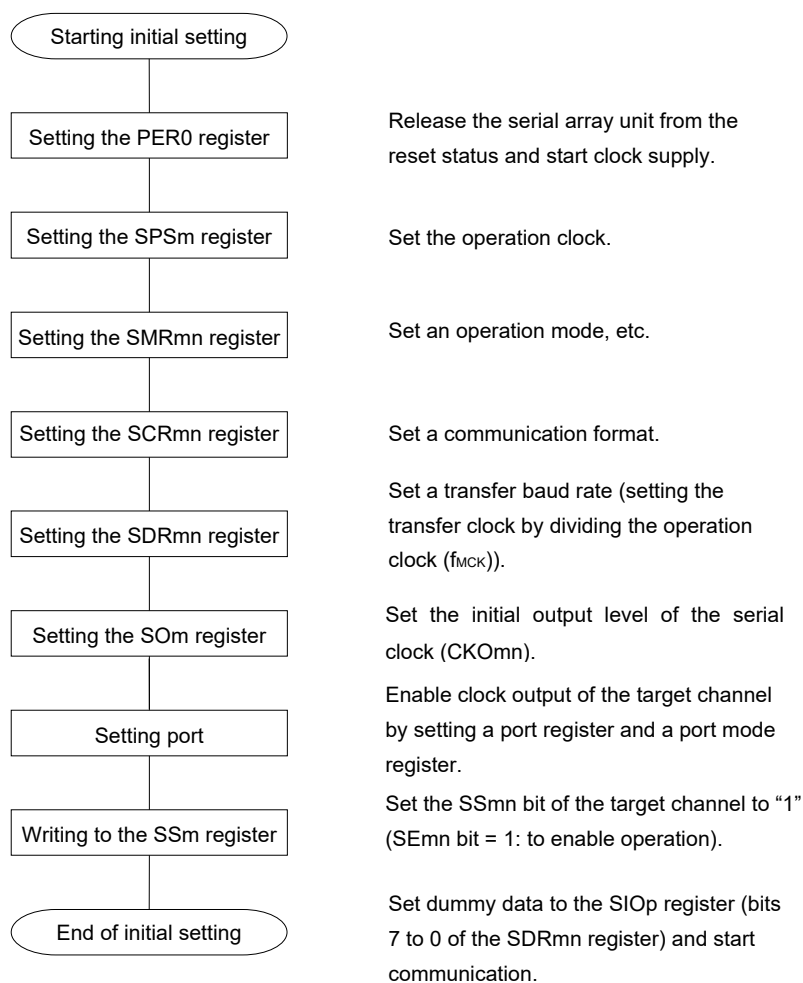 Starting initial setting
Setting the PER0 register
Release the serial array unit from the
reset status and start clock supply.
Setting the SPSm register
Set the operation clock.
Setting the SMRmn register
Set an operation mode, etc.
Setting the SCRmn register
Set a communication format.
Setting the SDRmn register
Set a transfer baud rate (setting the
transfer clock by dividing the operation
clock (fMCK)).
Setting the SOm register
Set the initial output level of the serial
clock (CKOmn).
Setting port
Enable clock output of the target channel
by setting a port register and a port mode
register.
Writing to the SSm register
Set the SSmn bit of the target channel to “1”
(SEmn bit = 1: to enable operation).
End of initial setting
Set dummy data to the SIOp register (bits
7 to 0 of the SDRmn register) and start
communication.